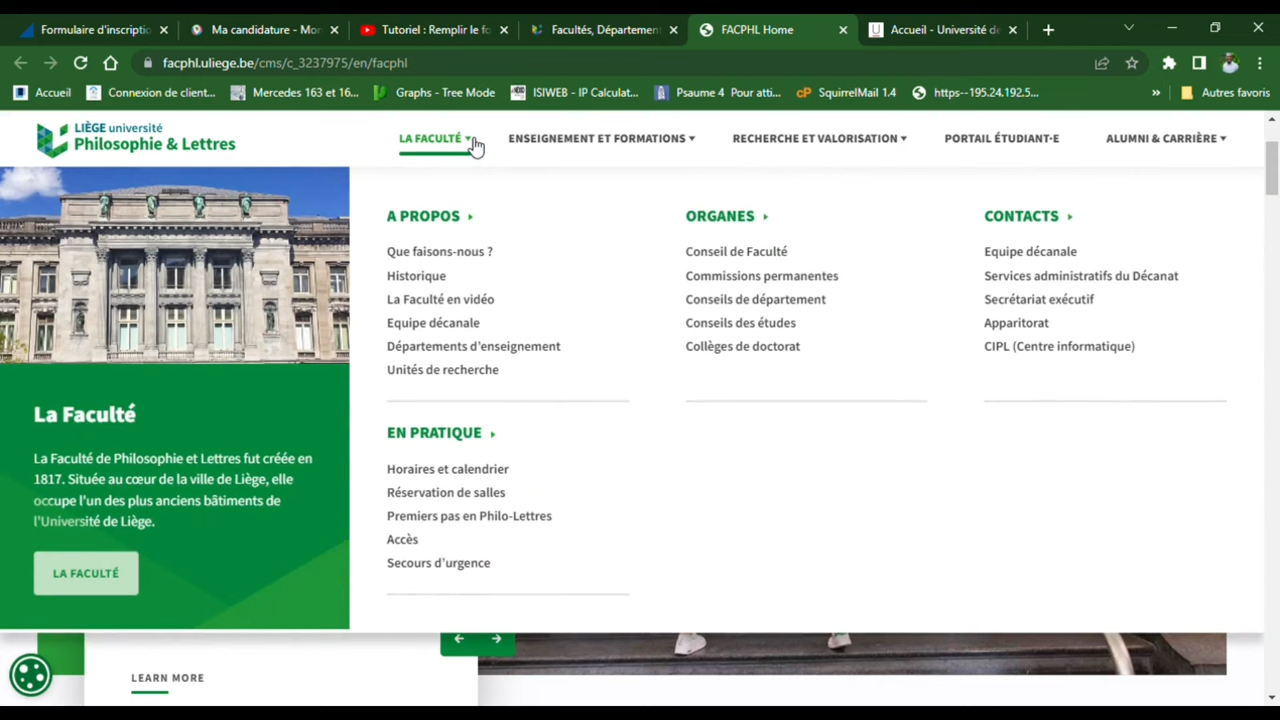 Formulaire d'inscriptio
Ma candidature - Mor
Tutoriel : Remplir le fo
Facultés, Départemen
FACPHL Home
Accueil - Université de
facphl.uliege.be/cms/c_3237975/en/facphl
Accueil
Connexion de client...
Mercedes 163 et 16...
Graphs - Tree Mode
ISIWEB - IP Calculat...
Psaume 4 Pour atti...
cP SquirrelMail 1.4
https--195.24.192.5...
»
Autres favoris
LIÈGE université
Philosophie & Lettres
LA FACULTÉ
ENSEIGNEMENT ET FORMATIONS
RECHERCHE ET VALORISATION
PORTAIL ÉTUDIANT·E
ALUMNI & CARRIÈRE
A PROPOS
Que faisons-nous ?
Historique
La Faculté en vidéo
Equipe décanale
Départements d'enseignement
Unités de recherche
ORGANES
Conseil de Faculté
Commissions permanentes
Conseils de département
Conseils des études
Collèges de doctorat
CONTACTS
Equipe décanale
Services administratifs du Décanat
Secrétariat exécutif
Apparitorat
CIPL (Centre informatique)
EN PRATIQUE
Horaires et calendrier
Réservation de salles
Premiers pas en Philo-Lettres
Accès
Secours d'urgence
La Faculté
La Faculté de Philosophie et Lettres fut créée en
1817. Située au cœur de la ville de Liège, elle
occupe l'un des plus anciens bâtiments de
l'Université de Liège.
LA FACULTÉ
LEARN MORE